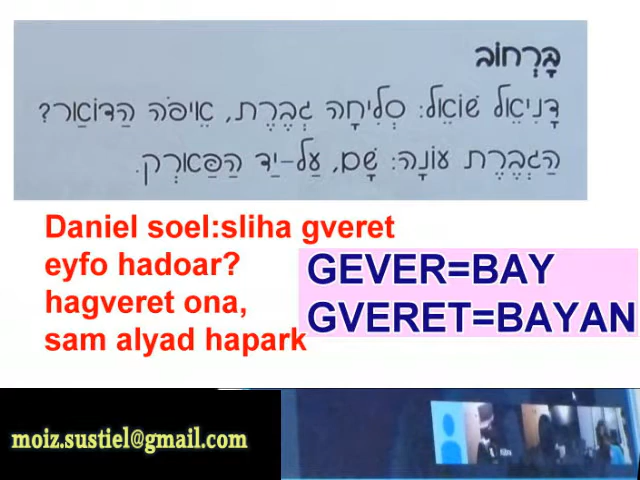 בָּרְחוֹב
דָּנִיאֵל שׁוֹאֵל: סְלִיחָה גְּבֶרֶת, אֵיפֹה הַדּוֹאַר?
הַגְּבֶרֶת עוֹנָה: שָׁם, עַל-יַד הַפַּארְק.
Daniel soel:sliha gveret
eyfo hadoar?
hagveret ona,
sam alyad hapark
GEVER=BAY
GVERET=BAYAN
moiz.sustiel@gmail.com